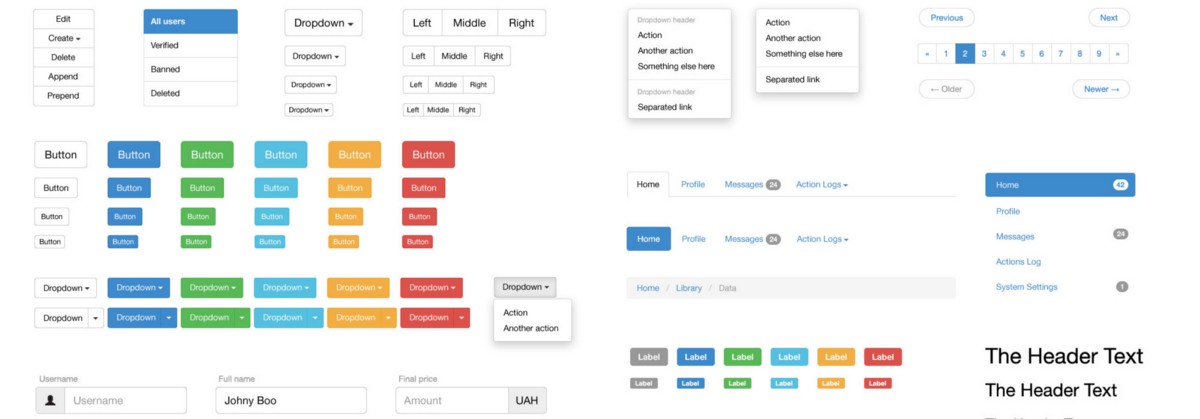 Edit
Create
Delete
Append
Prepend
All users
Verified
Banned
Deleted
Dropdown
Dropdown
Dropdown
Dropdown
Left Middle Right
Left Middle Right
Left Middle Right
Left Middle Right
Dropdown header
Action
Another action
Something else here
Dropdown header
Separated link
Action
Another action
Something else here
Separated link
Previous Next
« 1 2 3 4 5 6 7 8 9 »
← Older Newer →
Button Button Button Button Button Button
Button Button Button Button Button Button
Button Button Button Button Button Button
Button Button Button Button Button Button
Home Profile Messages 24 Action Logs
Home Profile Messages 24 Action Logs
Home / Library / Data
Home 42
Profile
Messages 24
Actions Log
System Settings 1
Dropdown Dropdown Dropdown Dropdown Dropdown Dropdown
Dropdown Dropdown Dropdown Dropdown Dropdown Dropdown
Dropdown
Action
Another action
Label Label Label Label Label Label
Label Label Label Label Label Label
The Header Text
The Header Text
Username Full name Final price
Username Johny Boo Amount UAH